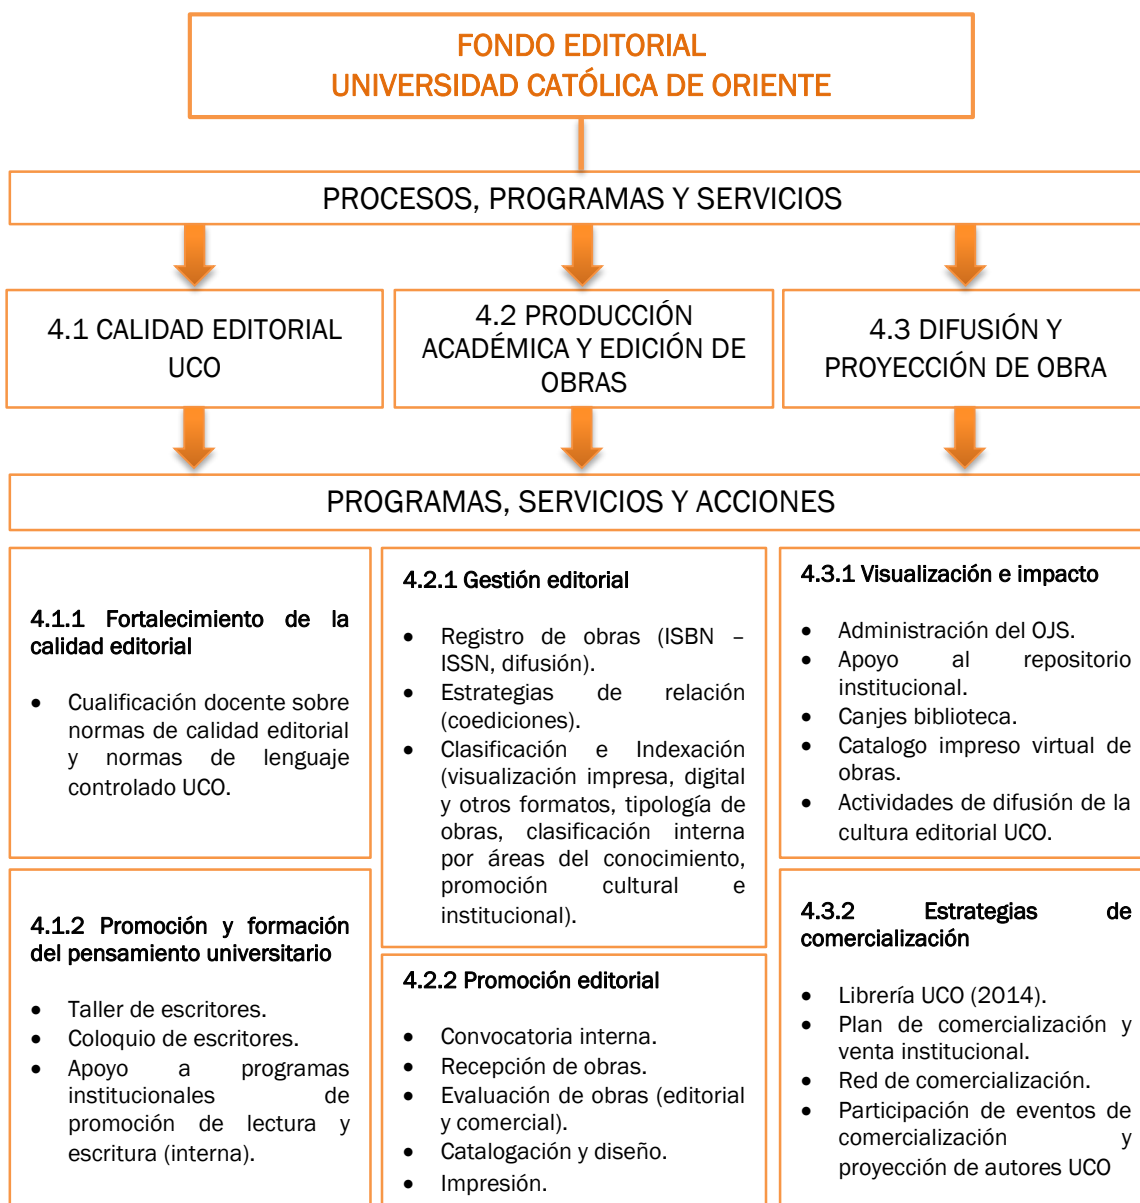 FONDO EDITORIAL
UNIVERSIDAD CATÓLICA DE ORIENTE
PROCESOS, PROGRAMAS Y SERVICIOS
4.1 CALIDAD EDITORIAL
UCO
4.2 PRODUCCIÓN
ACADÉMICA Y EDICIÓN DE
OBRAS
4.3 DIFUSIÓN Y
PROYECCIÓN DE OBRA
PROGRAMAS, SERVICIOS Y ACCIONES
4.1.1 Fortalecimiento de la
calidad editorial
• Cualificación docente sobre
normas de calidad editorial
y normas de lenguaje
controlado UCO.
4.1.2 Promoción y formación
del pensamiento universitario
• Taller de escritores.
• Coloquio de escritores.
• Apoyo a programas
institucionales de
promoción de lectura y
escritura (interna).
4.2.1 Gestión editorial
• Registro de obras (ISBN –
ISSN, difusión).
• Estrategias de relación
(coediciones).
• Clasificación e Indexación
(visualización impresa, digital
y otros formatos, tipología de
obras, clasificación interna
por áreas del conocimiento,
promoción cultural e
institucional).
4.2.2 Promoción editorial
• Convocatoria interna.
• Recepción de obras.
• Evaluación de obras (editorial
y comercial).
• Catalogación y diseño.
• Impresión.
4.3.1 Visualización e impacto
• Administración del OJS.
• Apoyo al repositorio
institucional.
• Canjes biblioteca.
• Catalogo impreso virtual de
obras.
• Actividades de difusión de la
cultura editorial UCO.
4.3.2 Estrategias de
comercialización
• Librería UCO (2014).
• Plan de comercialización y
venta institucional.
• Red de comercialización.
• Participación de eventos de
comercialización y
proyección de autores UCO